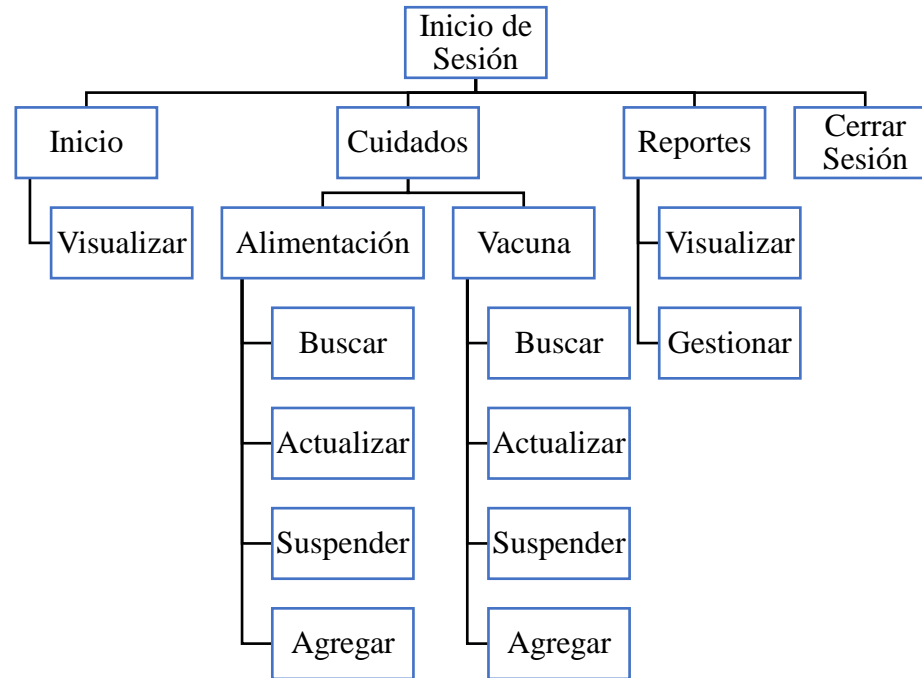 Inicio de
Sesión
Inicio
Cuidados
Reportes
Cerrar
Sesión
Visualizar
Alimentación
Vacuna
Visualizar
Buscar
Buscar
Gestionar
Actualizar
Actualizar
Suspender
Suspender
Agregar
Agregar